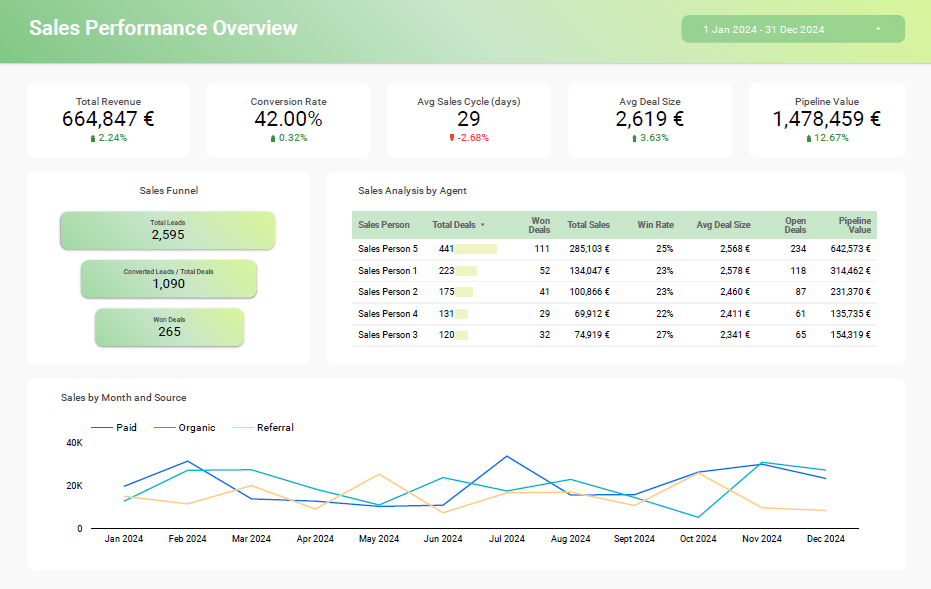 Sales Performance Overview
1 Jan 2024 - 31 Dec 2024
Total Revenue
664,847 €
2.24%
Conversion Rate
42.00%
0.32%
Avg Sales Cycle (days)
29
-2.68%
Avg Deal Size
2,619 €
3.63%
Pipeline Value
1,478,459 €
12.67%
Sales Funnel
Total Leads
2,595
Converted Leads / Total Deals
1,090
Won Deals
265
Sales Analysis by Agent
Sales Person Total Deals Won Deals Total Sales Win Rate Avg Deal Size Open Deals Pipeline Value
Sales Person 5 441 111 285,103 € 25% 2,568 € 234 642,573 €
Sales Person 1 223 52 134,047 € 23% 2,578 € 118 314,462 €
Sales Person 2 175 41 100,866 € 23% 2,460 € 87 231,370 €
Sales Person 4 131 29 69,912 € 22% 2,411 € 61 135,735 €
Sales Person 3 120 32 74,919 € 27% 2,341 € 65 154,319 €
Sales by Month and Source
Paid Organic Referral
40K
20K
0
Jan 2024 Feb 2024 Mar 2024 Apr 2024 May 2024 Jun 2024 Jul 2024 Aug 2024 Sept 2024 Oct 2024 Nov 2024 Dec 2024